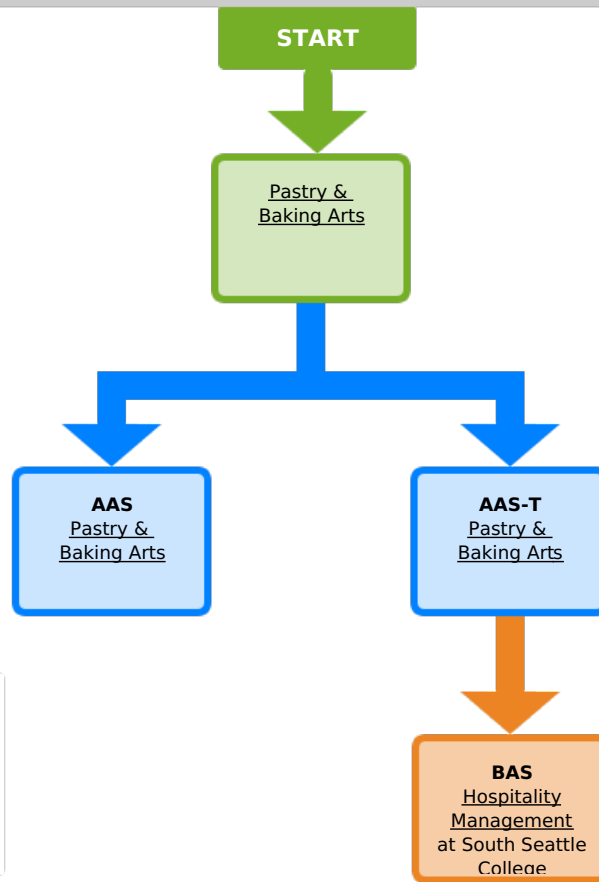 START
Pastry &
Baking Arts
AAS
Pastry &
Baking Arts
AAS-T
Pastry &
Baking Arts
BAS
Hospitality
Management
at South Seattle
College